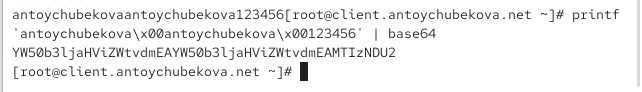 antoychubekovaantoychubekova123456[root@client.antoychubekova.net ~]# printf
'antoychubekova\x00antoychubekova\x00123456' | base64
YW50b3ljaHViZWtvdmEAYW50b3ljaHViZWtvdmEAMTIzNDU2
[root@client.antoychubekova.net ~]#